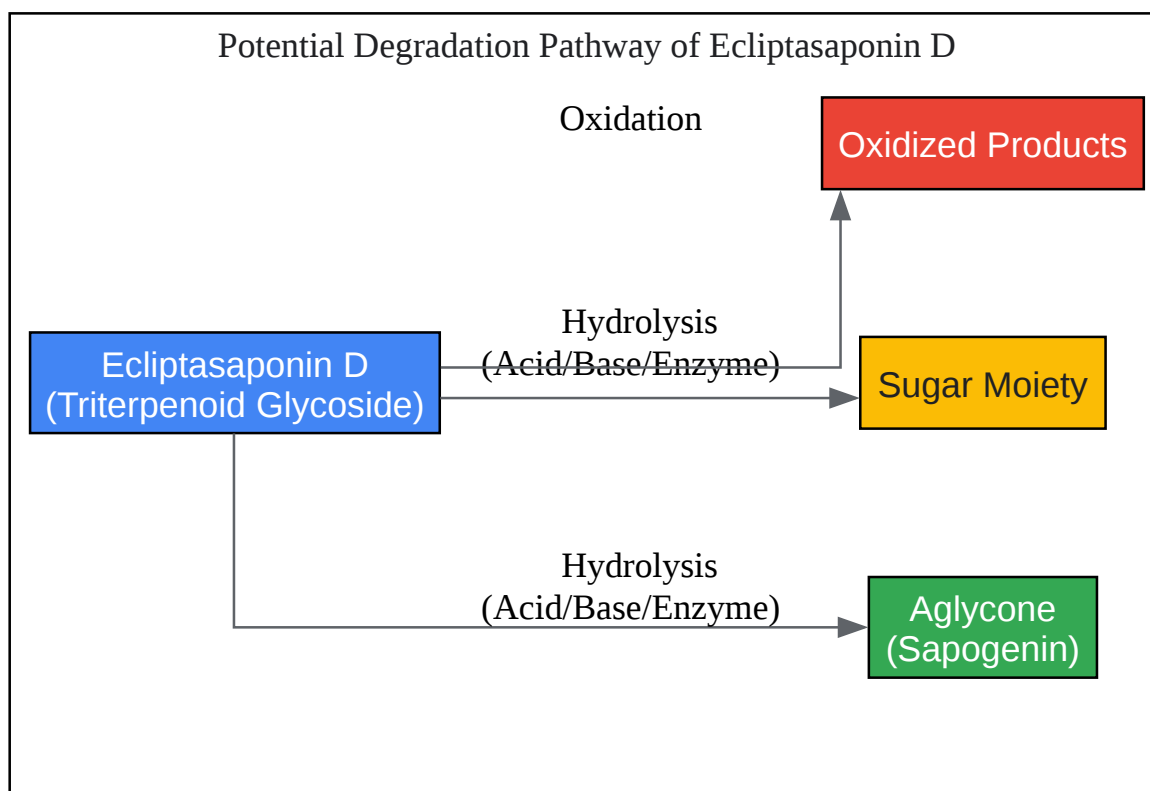 Potential Degradation Pathway of Ecliptasaponin D
Oxidation
Oxidized Products
Hydrolysis
(Acid/Base/Enzyme)
Ecliptasaponin D
(Triterpenoid Glycoside)
Sugar Moiety
Hydrolysis
(Acid/Base/Enzyme)
Aglycone
(Sapogenin)